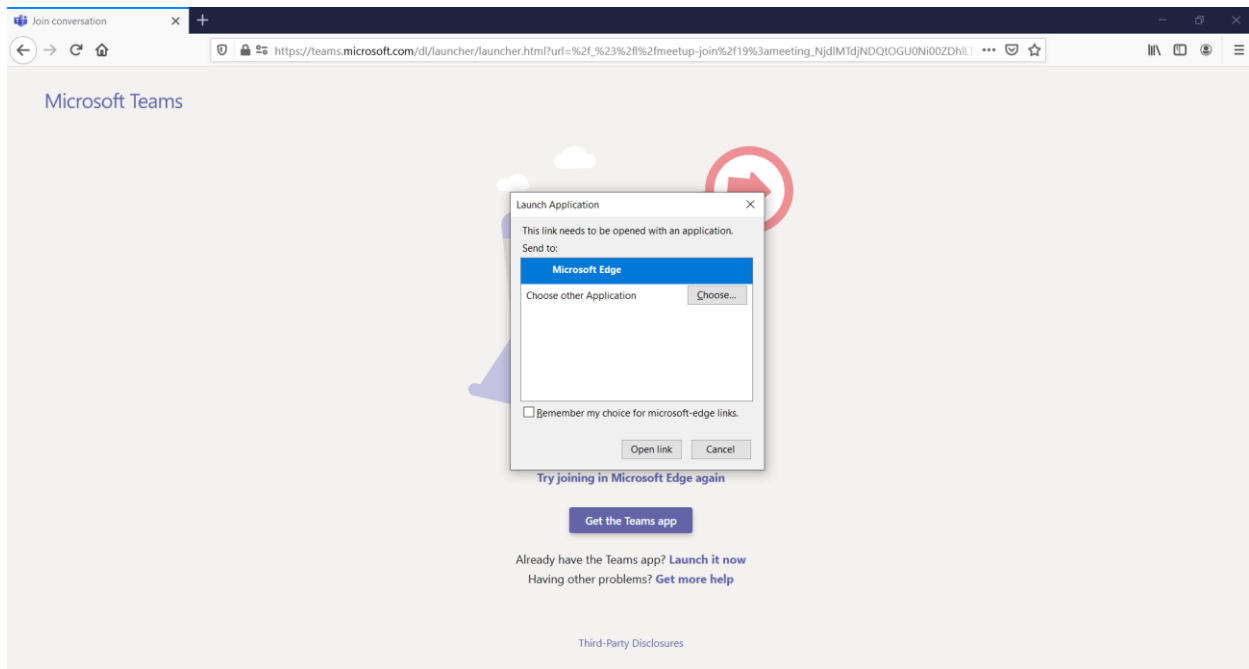 Join conversation
https://teams.microsoft.com/dl/launcher/launcher.html?url=%2f_%23%2fl%2fmeetup-join%2f19%3ameeting_NjdlMTdjNDQtOGU0Ni00ZDhlL
Microsoft Teams
Launch Application
This link needs to be opened with an application.
Send to:
Microsoft Edge
Choose other Application
Choose...
Remember my choice for microsoft-edge links.
Open link
Cancel
Try joining in Microsoft Edge again
Get the Teams app
Already have the Teams app? Launch it now
Having other problems? Get more help
Third-Party Disclosures